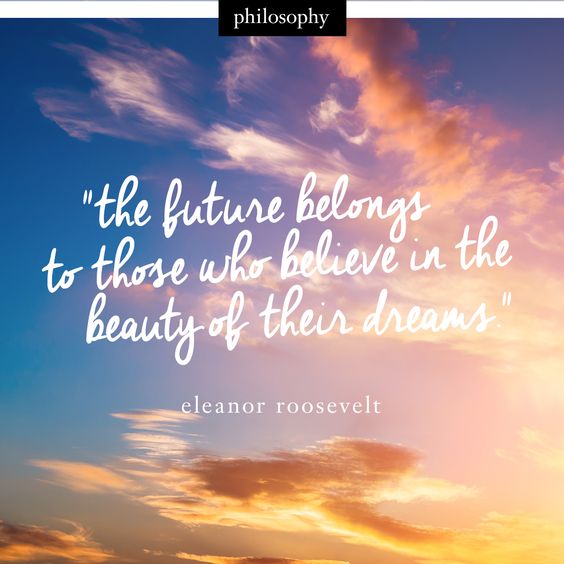 philosophy
"the future belongs
to those who believe in the
beauty of their dreams."
eleanor roosevelt